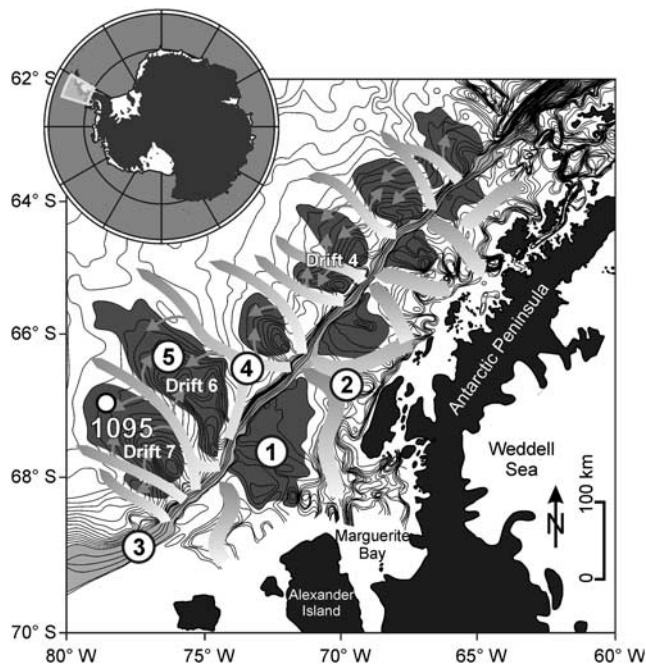 62° S
64° S
Drift 4
66° S
5
4
Drift 6
2
1095
Drift 7
1
68° S
3
Antarctic Peninsula
Weddell
Sea
100 km
N
0
Marguerite
Bay
Alexander
Island
70° S
80° W
75° W
70° W
65° W
60° W